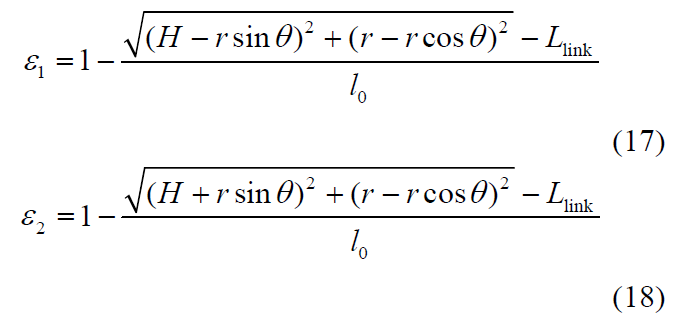 ε₁ = 1 − (√((H − r sin θ)² + (r − r cos θ)²) − L_link) / l₀
(17)
ε₂ = 1 − (√((H + r sin θ)² + (r − r cos θ)²) − L_link) / l₀
(18)